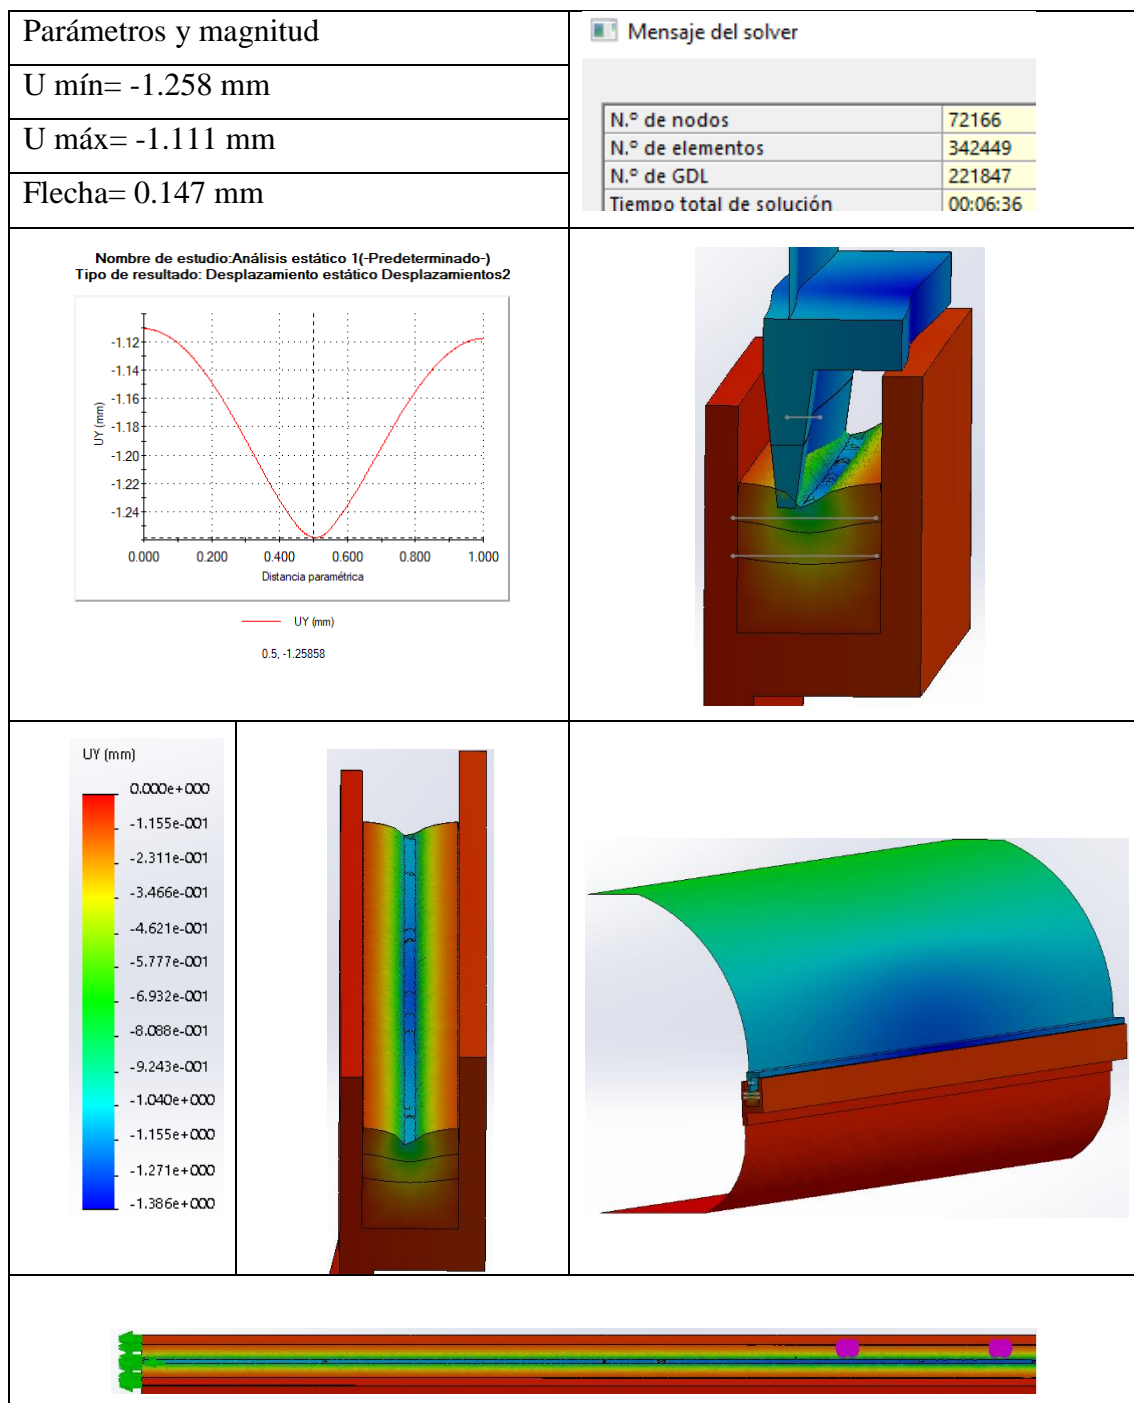 Parámetros y magnitud
U mín= -1.258 mm
U máx= -1.111 mm
Flecha= 0.147 mm
Mensaje del solver
N.º de nodos 72166
N.º de elementos 342449
N.º de GDL 221847
Tiempo total de solución 00:06:36
Nombre de estudio:Análisis estático 1(-Predeterminado-)
Tipo de resultado: Desplazamiento estático Desplazamientos2
-1.12
-1.14
-1.16
-1.18
-1.20
-1.22
-1.24
UY (mm)
0.000 0.200 0.400 0.600 0.800 1.000
Distancia paramétrica
UY (mm)
0.5, -1.25858
UY (mm)
0.000e+000
-1.155e-001
-2.311e-001
-3.466e-001
-4.621e-001
-5.777e-001
-6.932e-001
-8.088e-001
-9.243e-001
-1.040e+000
-1.155e+000
-1.271e+000
-1.386e+000